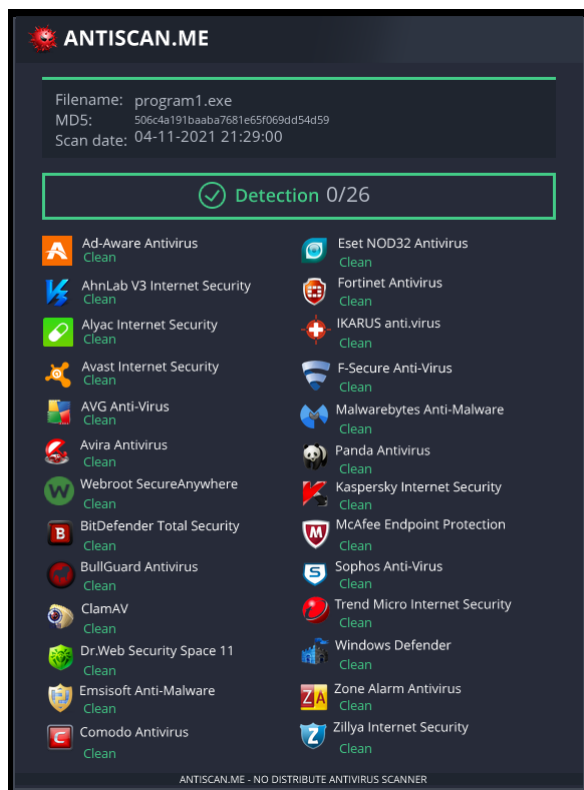 ANTISCAN.ME
Filename: program1.exe
MD5: 506c4a191baaba7681e65f069dd54d59
Scan date: 04-11-2021 21:29:00
Detection 0/26
Ad-Aware Antivirus
Clean
AhnLab V3 Internet Security
Clean
Alyac Internet Security
Clean
Avast Internet Security
Clean
AVG Anti-Virus
Clean
Avira Antivirus
Clean
Webroot SecureAnywhere
Clean
BitDefender Total Security
Clean
BullGuard Antivirus
Clean
ClamAV
Clean
Dr.Web Security Space 11
Clean
Emsisoft Anti-Malware
Clean
Comodo Antivirus
Clean
Eset NOD32 Antivirus
Clean
Fortinet Antivirus
Clean
IKARUS anti.virus
Clean
F-Secure Anti-Virus
Clean
Malwarebytes Anti-Malware
Clean
Panda Antivirus
Clean
Kaspersky Internet Security
Clean
McAfee Endpoint Protection
Clean
Sophos Anti-Virus
Clean
Trend Micro Internet Security
Clean
Windows Defender
Clean
Zone Alarm Antivirus
Clean
Zillya Internet Security
Clean
ANTISCAN.ME - NO DISTRIBUTE ANTIVIRUS SCANNER